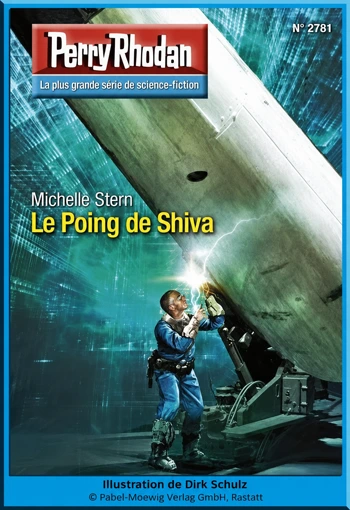 N° 2781
Perry Rhodan
La plus grande série de science-fiction
Michelle Stern
Le Poing de Shiva
Illustration de Dirk Schulz
© Pabel-Moewig Verlag GmbH, Rastatt